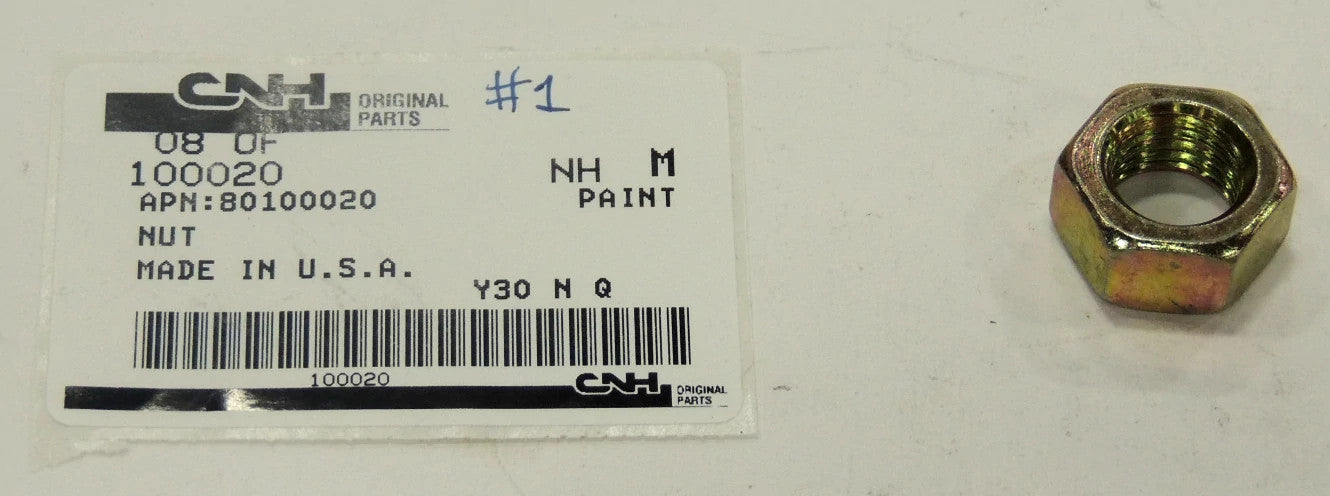 CNH ORIGINAL PARTS
#1
08 OF
100020
NH M
APN:80100020
PAINT
NUT
MADE IN U.S.A.
Y30 N Q
100020
CNH ORIGINAL PARTS